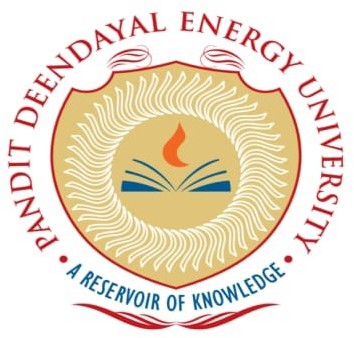 PANDIT DEENDAYAL ENERGY UNIVERSITY
A RESERVOIR OF KNOWLEDGE